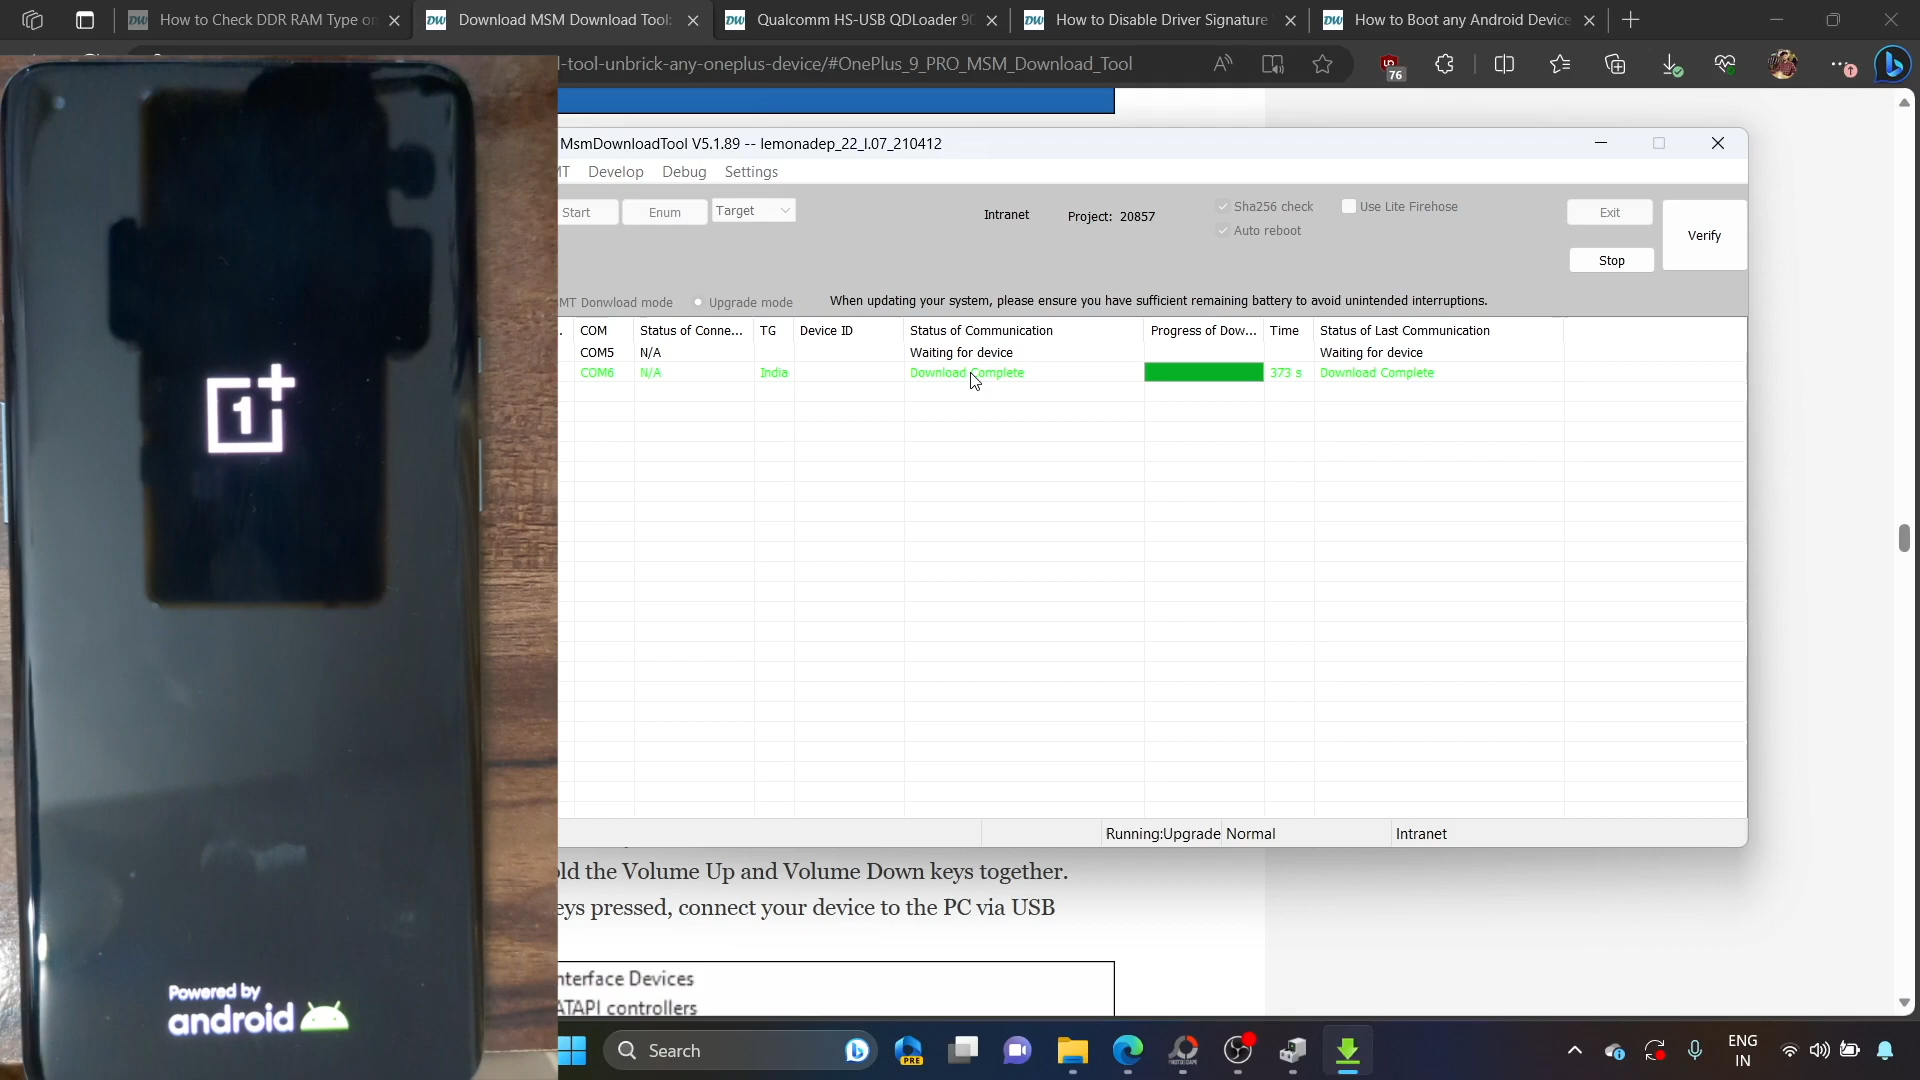 How to Check DDR RAM Type on
Download MSM Download Tool:
Qualcomm HS-USB QDLoader 90
How to Disable Driver Signature
How to Boot any Android Device
l-tool-unbrick-any-oneplus-device/#OnePlus_9_PRO_MSM_Download_Tool
76
MsmDownloadTool V5.1.89 -- lemonadep_22_I.07_210412
MT Develop Debug Settings
Start Enum Target
Intranet Project: 20857
Sha256 check Use Lite Firehose
Auto reboot
Exit
Verify
Stop
MT Donwload mode Upgrade mode When updating your system, please ensure you have sufficient remaining battery to avoid unintended interruptions.
. COM Status of Conne... TG Device ID Status of Communication Progress of Dow... Time Status of Last Communication
COM5 N/A Waiting for device Waiting for device
COM6 N/A India Download Complete 373 s Download Complete
Running:Upgrade Normal Intranet
old the Volume Up and Volume Down keys together.
eys pressed, connect your device to the PC via USB
nterface Devices
ATAPI controllers
1+
Powered by
android
Search
PRE
ENG
IN